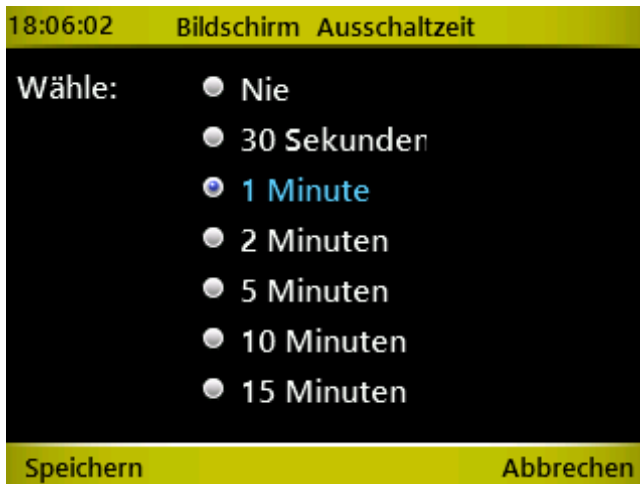 18:06:02 Bildschirm Ausschaltzeit
Wähle: Nie
30 Sekunden
1 Minute
2 Minuten
5 Minuten
10 Minuten
15 Minuten
Speichern Abbrechen